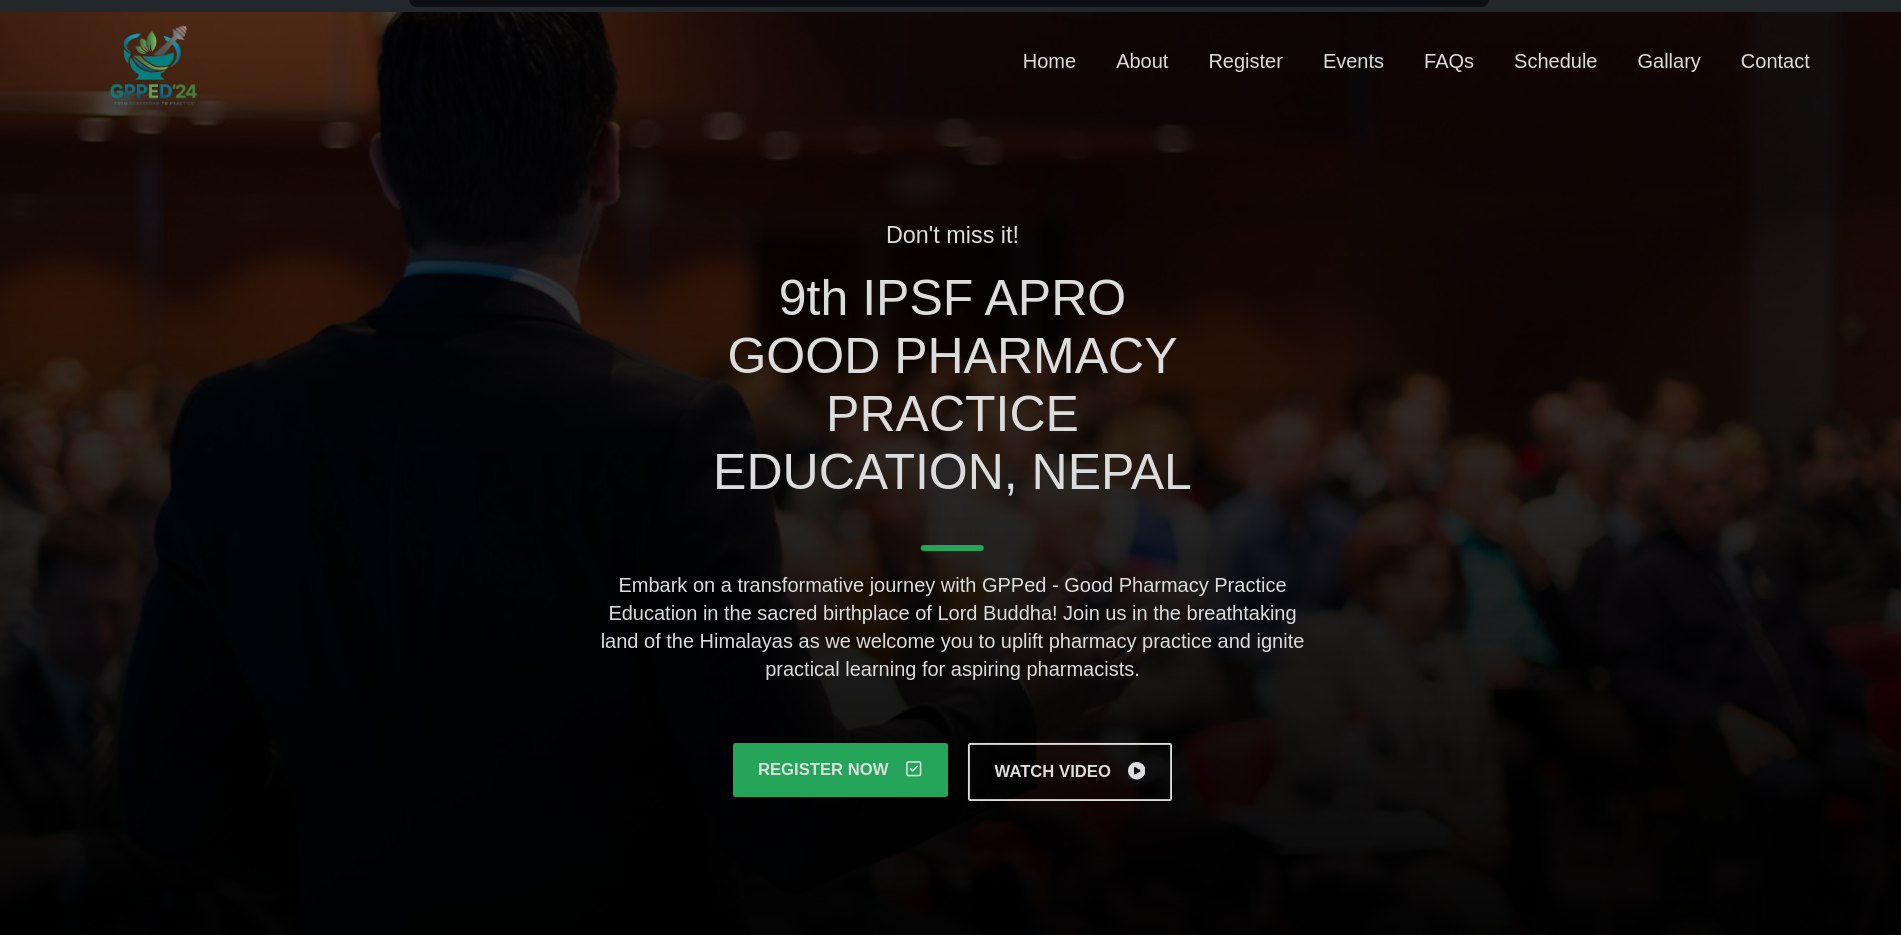 GPPED'24
Home About Register Events FAQs Schedule Gallary Contact
Don't miss it!
9th IPSF APRO
GOOD PHARMACY
PRACTICE
EDUCATION, NEPAL
Embark on a transformative journey with GPPed - Good Pharmacy Practice
Education in the sacred birthplace of Lord Buddha! Join us in the breathtaking
land of the Himalayas as we welcome you to uplift pharmacy practice and ignite
practical learning for aspiring pharmacists.
REGISTER NOW
WATCH VIDEO